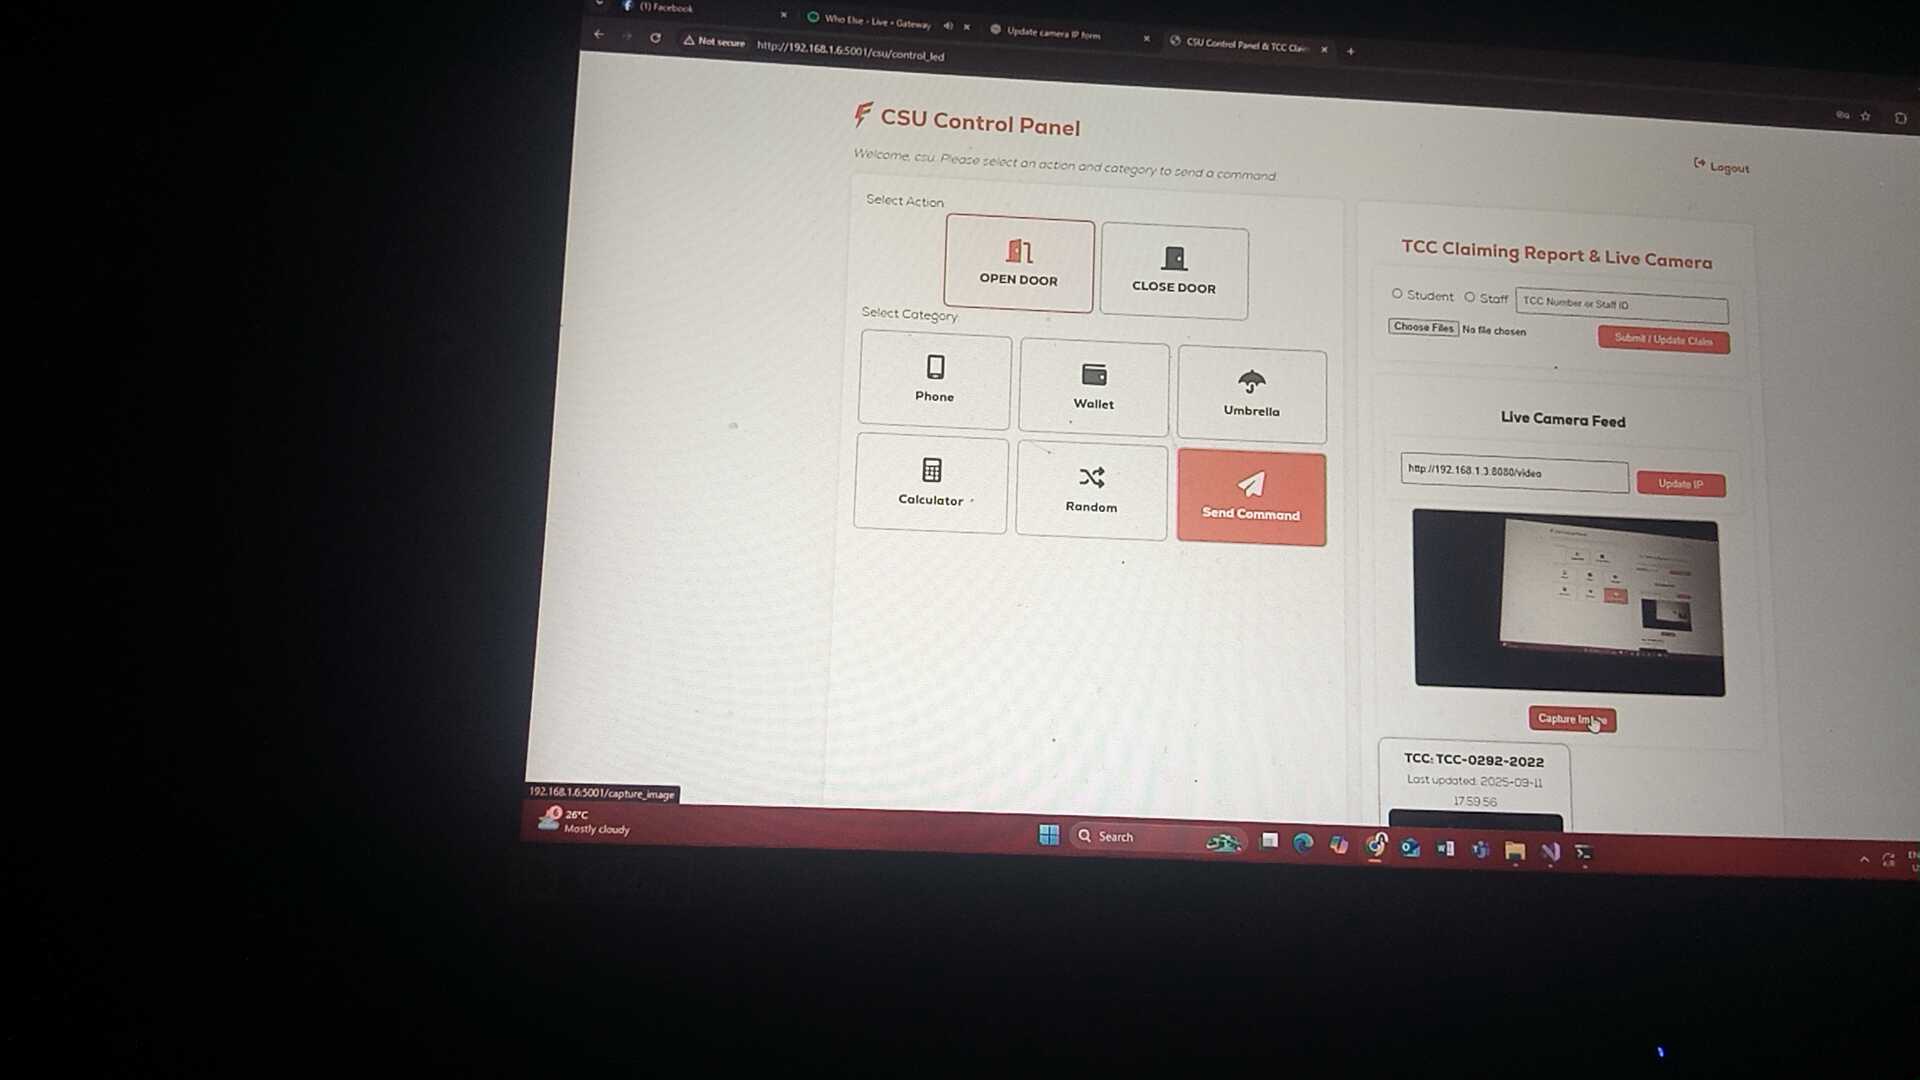 (1) Facebook
Who Else - Live • Gateway
Update camera IP form
CSU Control Panel & TCC Clai
Not secure
http://192.168.1.6:5001/csu/control_led
CSU Control Panel
Welcome, csu. Please select an action and category to send a command.
Logout
Select Action
OPEN DOOR
CLOSE DOOR
Select Category
Phone
Wallet
Umbrella
Calculator
Random
Send Command
TCC Claiming Report & Live Camera
Student
Staff
TCC Number or Staff ID
Choose Files
No file chosen
Submit / Update Claim
Live Camera Feed
http://192.168.1.3:8080/video
Update IP
Capture Image
TCC: TCC-0292-2022
Last updated: 2025-09-11
17:59:56
192.168.1.6:5001/capture_image
26°C
Mostly cloudy
Search